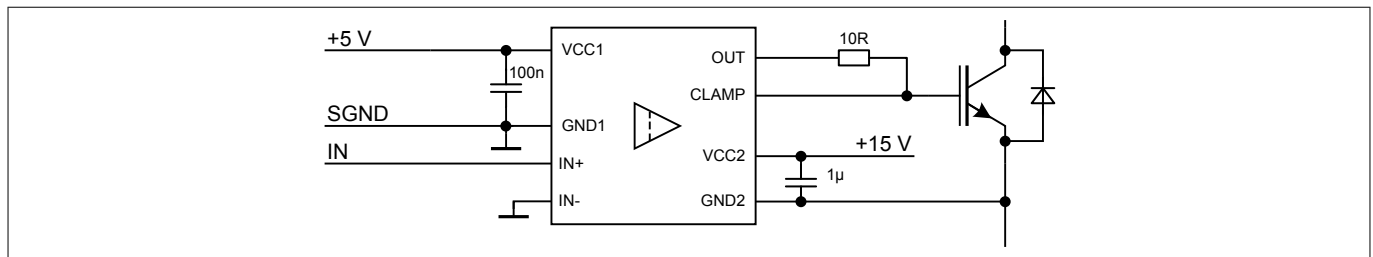 +5 V
VCC1
100n
SGND
GND1
IN
IN+
IN-
OUT
10R
CLAMP
VCC2
+15 V
1µ
GND2